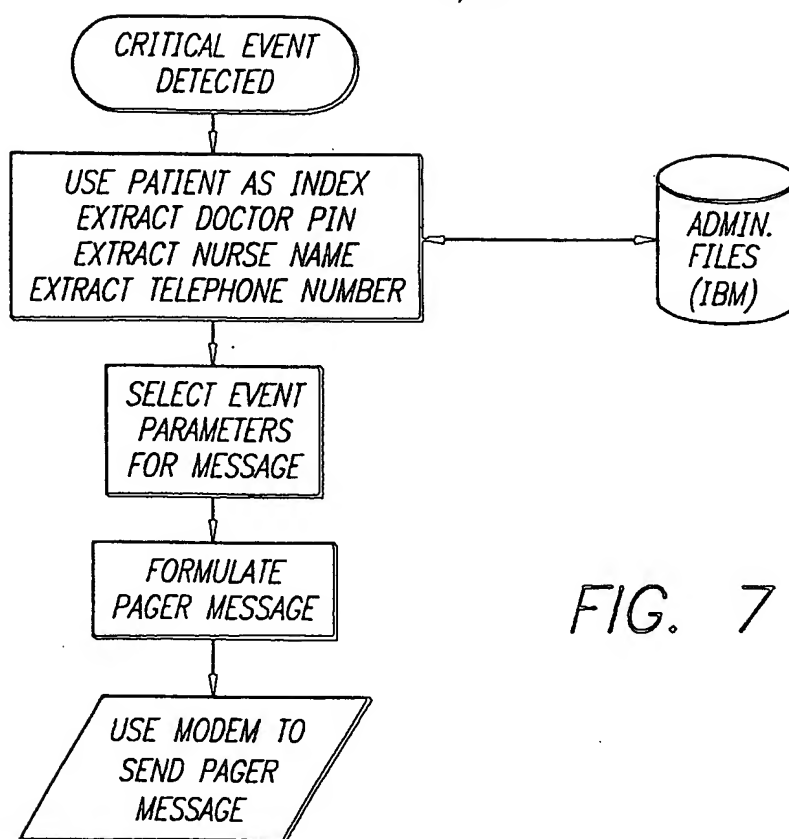 CRITICAL EVENT
DETECTED
USE PATIENT AS INDEX
EXTRACT DOCTOR PIN
EXTRACT NURSE NAME
EXTRACT TELEPHONE NUMBER
ADMIN.
FILES
(IBM)
SELECT EVENT
PARAMETERS
FOR MESSAGE
FORMULATE
PAGER MESSAGE
FIG. 7
USE MODEM TO
SEND PAGER
MESSAGE